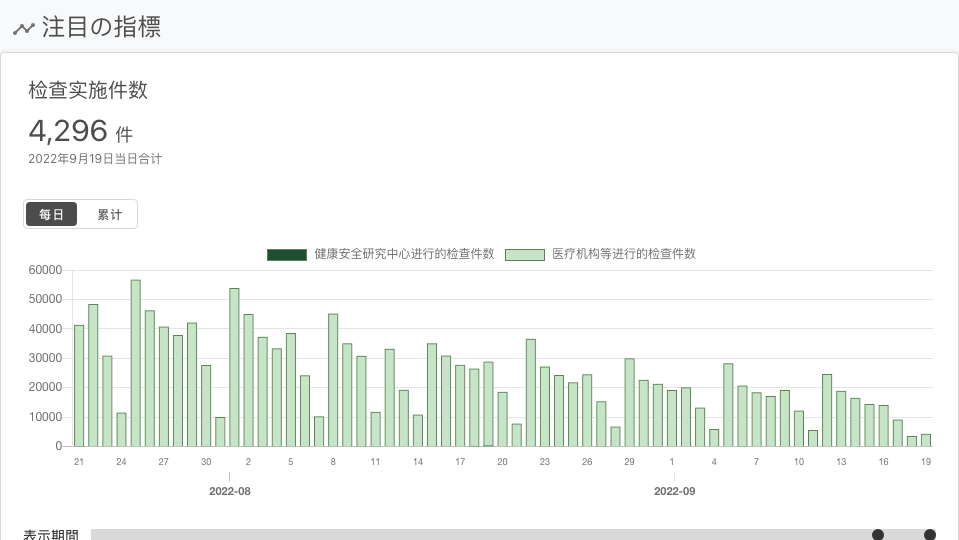 注目の指標
检查实施件数
4,296 件
2022年9月19日当日合计
每日 累计
健康安全研究中心进行的检查件数 医疗机构等进行的检查件数
60000
50000
40000
30000
20000
10000
0
21 24 27 30 2 5 8 11 14 17 20 23 26 29 1 4 7 10 13 16 19
2022-08 2022-09
表示期間